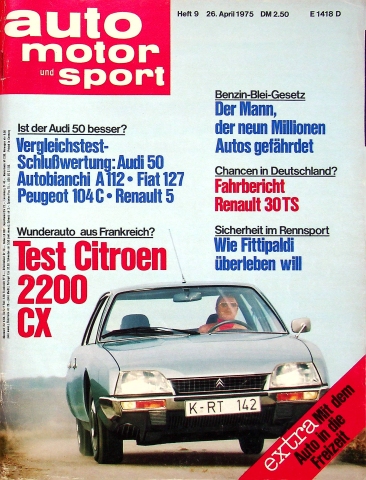 auto
motor
und sport
Heft 9 26. April 1975 DM 2.50 E 1418 D
Ist der Audi 50 besser?
Vergleichstest-
Schlußwertung: Audi 50
Autobianchi A 112 • Fiat 127
Peugeot 104 C • Renault 5
Benzin-Blei-Gesetz
Der Mann,
der neun Millionen
Autos gefährdet
Chancen in Deutschland?
Fahrbericht
Renault 30 TS
Wunderauto aus Frankreich?
Test Citroen
2200
CX
Sicherheit im Rennsport
Wie Fittipaldi
überleben will
K-RT 142
extra Mit dem
Auto in die
Freizeit